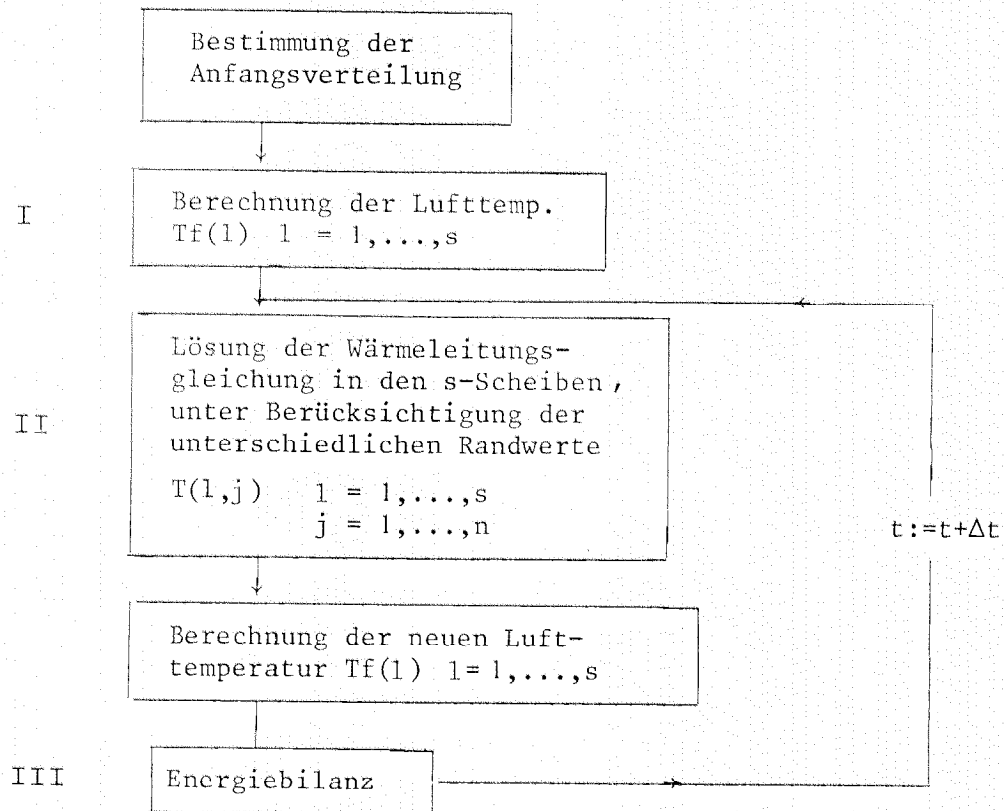 Bestimmung der
Anfangsverteilung
I
Berechnung der Lufttemp.
Tf(l) l = 1,...,s
Lösung der Wärmeleitungs-
gleichung in den s-Scheiben,
II
unter Berücksichtigung der
unterschiedlichen Randwerte
T(l,j) l = 1,...,s
j = 1,...,n
t:=t+Δt
Berechnung der neuen Luft-
temperatur Tf(l) l= 1,...,s
III
Energiebilanz